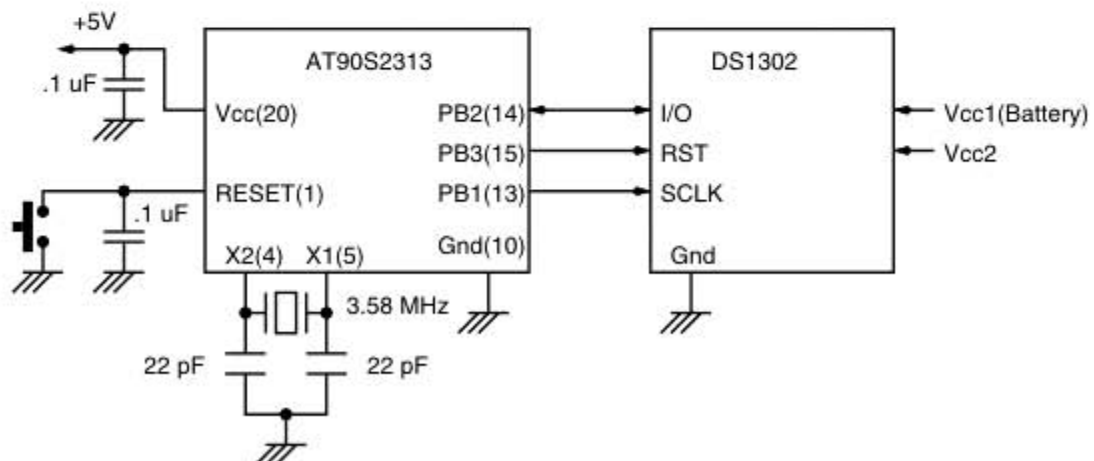 +5V
AT90S2313
DS1302
.1 uF
Vcc(20)
PB2(14)
I/O
Vcc1(Battery)
PB3(15)
RST
Vcc2
RESET(1)
PB1(13)
SCLK
.1 uF
X2(4)
X1(5)
Gnd(10)
Gnd
3.58 MHz
22 pF
22 pF